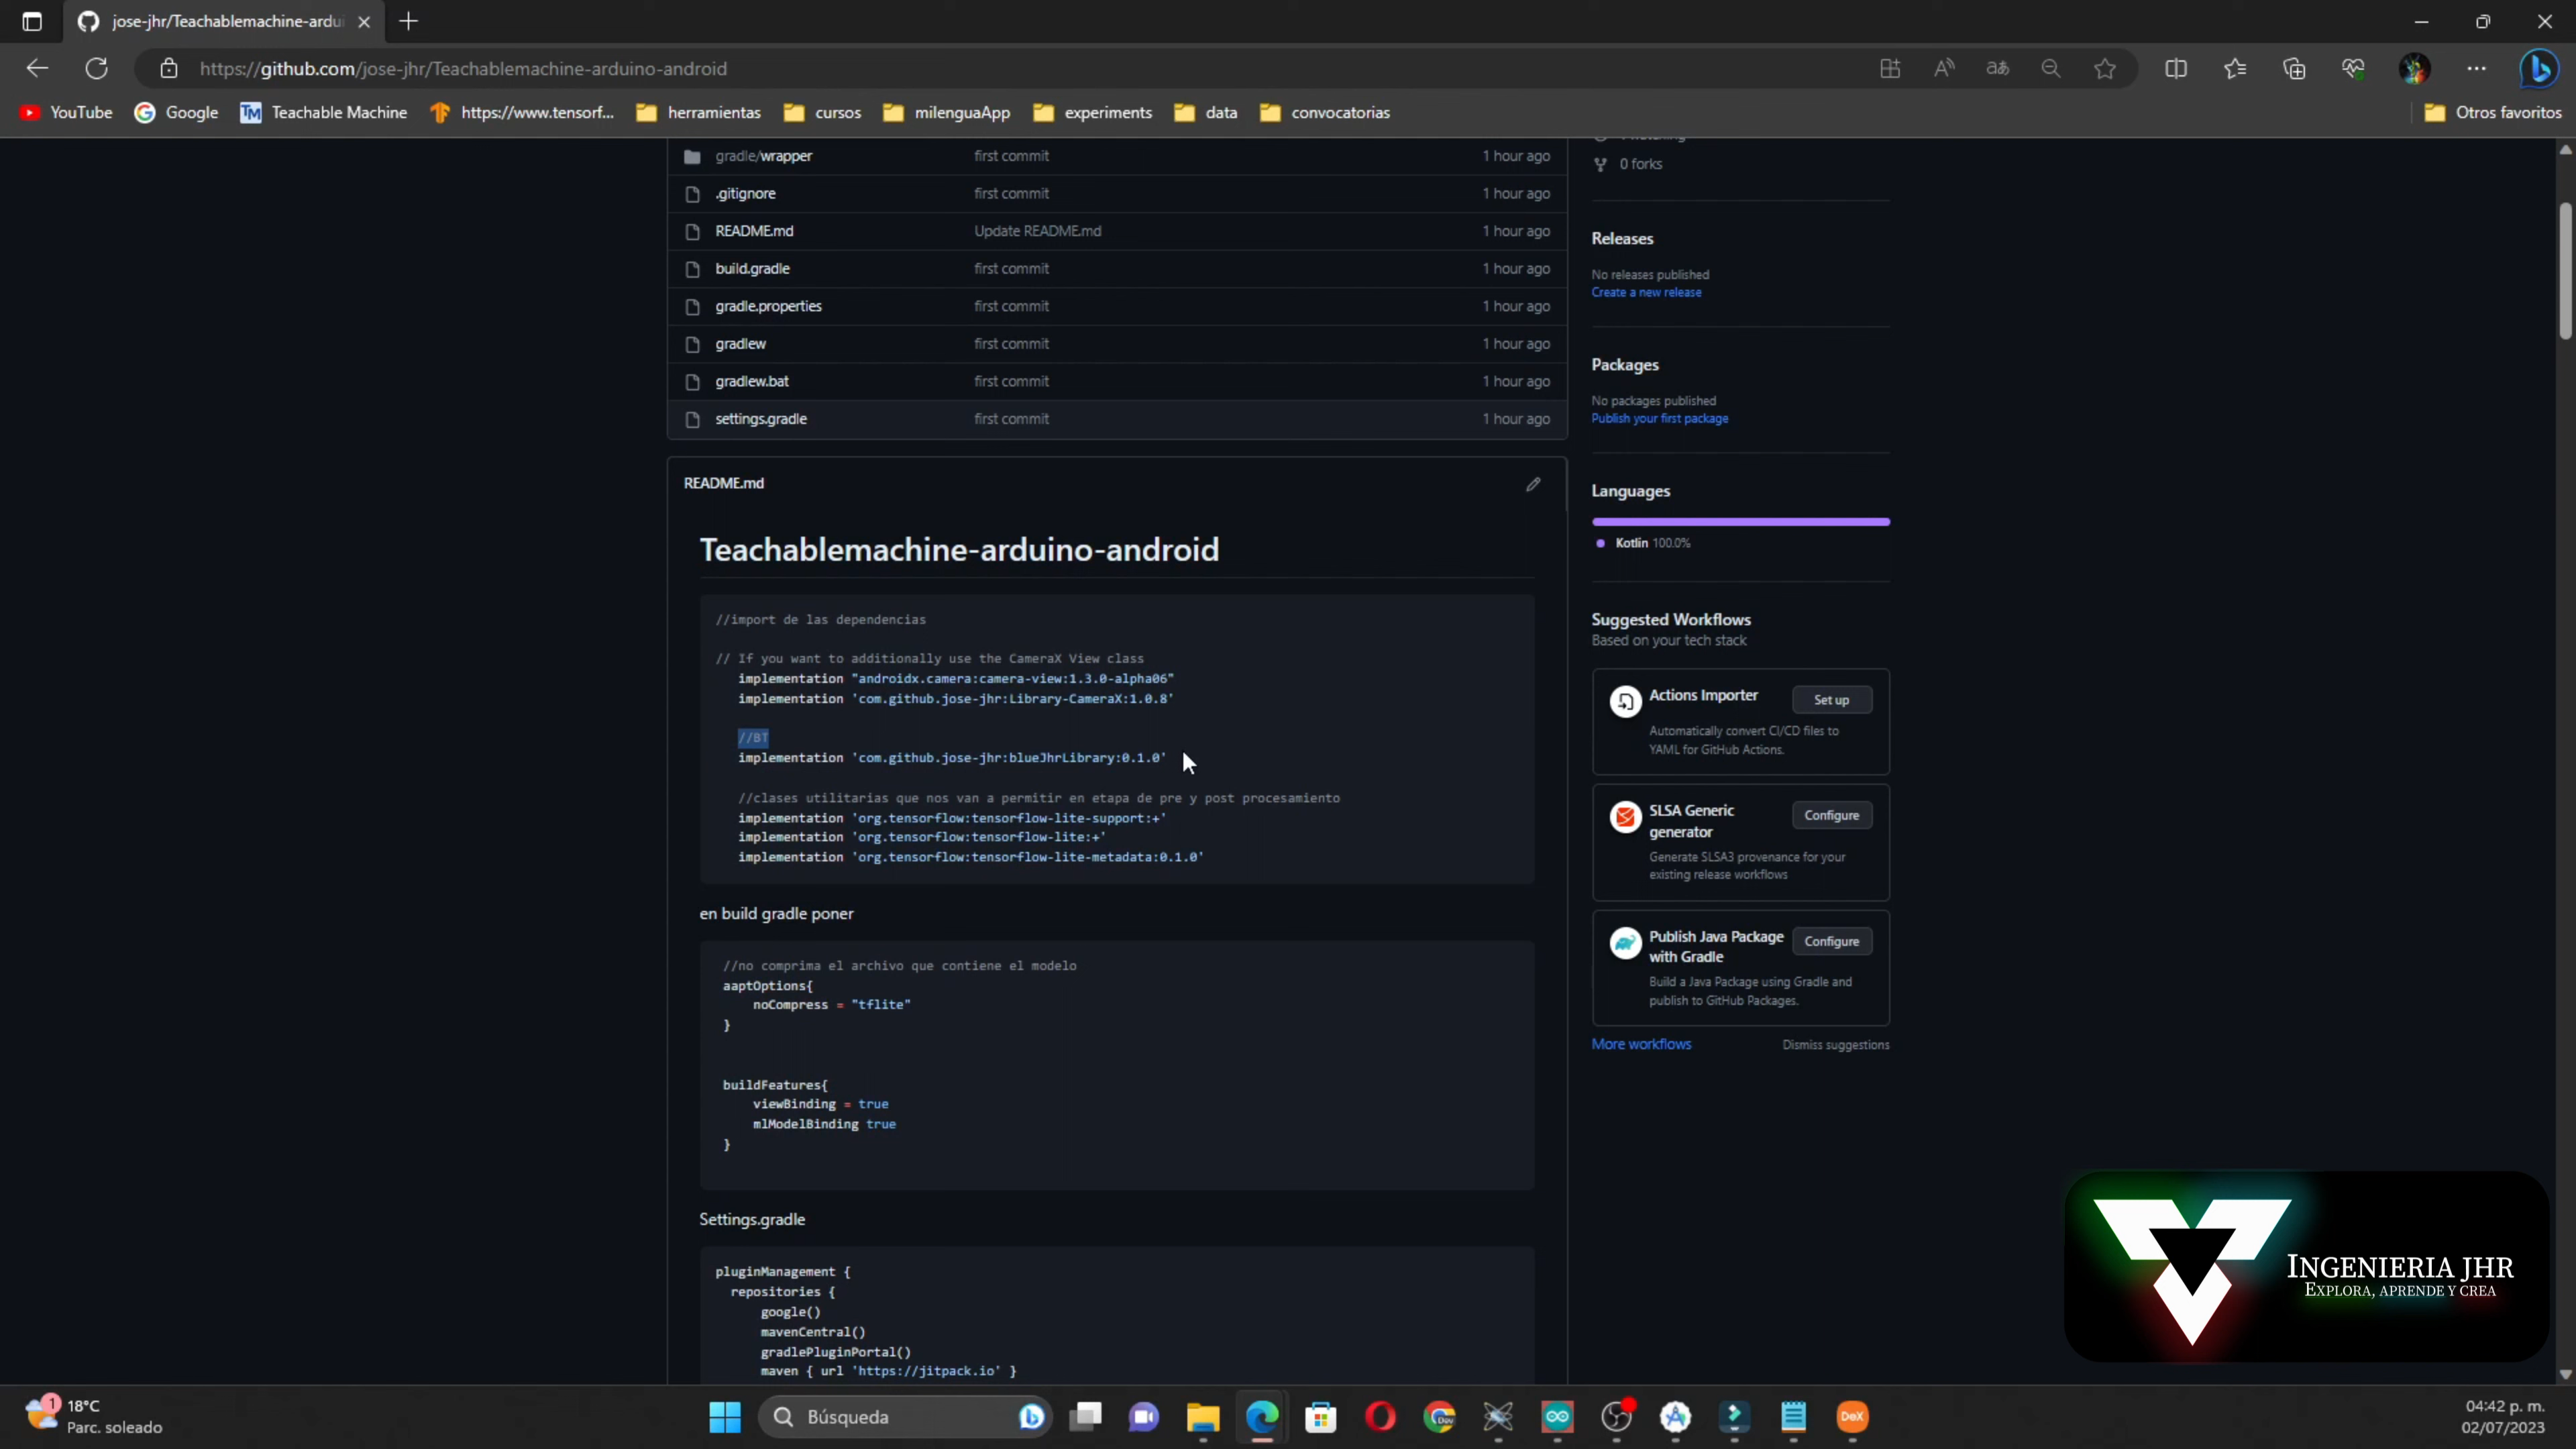 jose-jhr/Teachablemachine-ardui
https://github.com/jose-jhr/Teachablemachine-arduino-android
YouTube
Google
Teachable Machine
https://www.tensorf...
herramientas
cursos
milenguaApp
experiments
data
convocatorias
Otros favoritos
gradle/wrapper first commit 1 hour ago
.gitignore first commit 1 hour ago
README.md Update README.md 1 hour ago
build.gradle first commit 1 hour ago
gradle.properties first commit 1 hour ago
gradlew first commit 1 hour ago
gradlew.bat first commit 1 hour ago
settings.gradle first commit 1 hour ago
README.md
Teachablemachine-arduino-android
//import de las dependencias
// If you want to additionally use the CameraX View class
implementation "androidx.camera:camera-view:1.3.0-alpha06"
implementation 'com.github.jose-jhr:Library-CameraX:1.0.8'
//BT
implementation 'com.github.jose-jhr:blueJhrLibrary:0.1.0'
//clases utilitarias que nos van a permitir en etapa de pre y post procesamiento
implementation 'org.tensorflow:tensorflow-lite-support:+'
implementation 'org.tensorflow:tensorflow-lite:+'
implementation 'org.tensorflow:tensorflow-lite-metadata:0.1.0'
en build gradle poner
//no comprima el archivo que contiene el modelo
aaptOptions{
noCompress = "tflite"
}
buildFeatures{
viewBinding = true
mlModelBinding true
}
Settings.gradle
pluginManagement {
repositories {
google()
mavenCentral()
gradlePluginPortal()
maven { url 'https://jitpack.io' }
0 forks
Releases
No releases published
Create a new release
Packages
No packages published
Publish your first package
Languages
Kotlin 100.0%
Suggested Workflows
Based on your tech stack
Actions Importer
Set up
Automatically convert CI/CD files to
YAML for GitHub Actions.
SLSA Generic
generator
Configure
Generate SLSA3 provenance for your
existing release workflows
Publish Java Package
with Gradle
Configure
Build a Java Package using Gradle and
publish to GitHub Packages.
More workflows
Dismiss suggestions
INGENIERIA JHR
EXPLORA, APRENDE Y CREA
1
18°C
Parc. soleado
Búsqueda
Dev
DeX
04:42 p. m.
02/07/2023